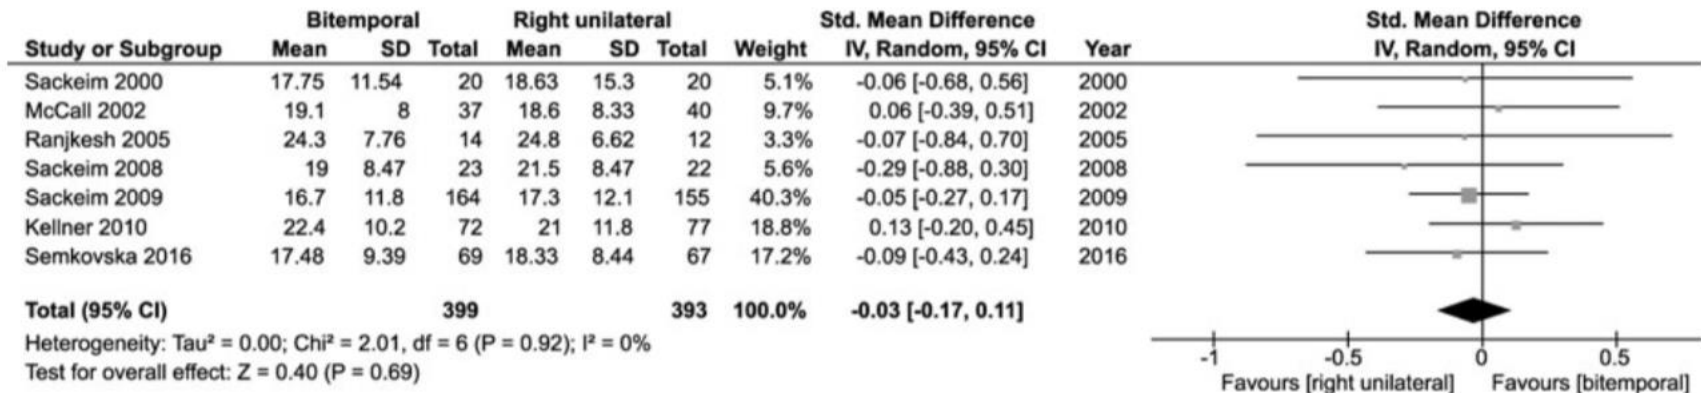 Bitemporal Right unilateral Std. Mean Difference Std. Mean Difference
Study or Subgroup Mean SD Total Mean SD Total Weight IV, Random, 95% CI Year IV, Random, 95% CI
Sackeim 2000 17.75 11.54 20 18.63 15.3 20 5.1% -0.06 [-0.68, 0.56] 2000
McCall 2002 19.1 8 37 18.6 8.33 40 9.7% 0.06 [-0.39, 0.51] 2002
Ranjkesh 2005 24.3 7.76 14 24.8 6.62 12 3.3% -0.07 [-0.84, 0.70] 2005
Sackeim 2008 19 8.47 23 21.5 8.47 22 5.6% -0.29 [-0.88, 0.30] 2008
Sackeim 2009 16.7 11.8 164 17.3 12.1 155 40.3% -0.05 [-0.27, 0.17] 2009
Kellner 2010 22.4 10.2 72 21 11.8 77 18.8% 0.13 [-0.20, 0.45] 2010
Semkovska 2016 17.48 9.39 69 18.33 8.44 67 17.2% -0.09 [-0.43, 0.24] 2016
Total (95% CI) 399 393 100.0% -0.03 [-0.17, 0.11]
Heterogeneity: Tau² = 0.00; Chi² = 2.01, df = 6 (P = 0.92); I² = 0%
Test for overall effect: Z = 0.40 (P = 0.69)
-1 -0.5 0 0.5
Favours [right unilateral] Favours [bitemporal]